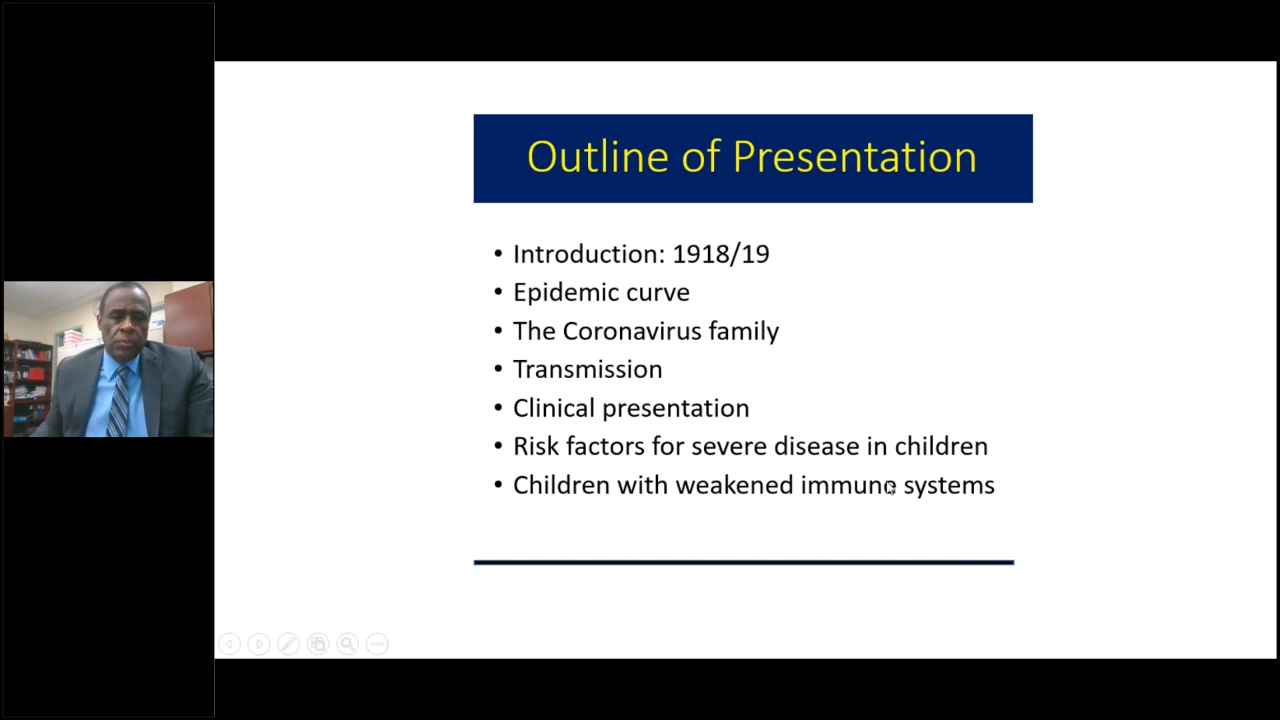 Outline of Presentation
• Introduction: 1918/19
• Epidemic curve
• The Coronavirus family
• Transmission
• Clinical presentation
• Risk factors for severe disease in children
• Children with weakened immune systems